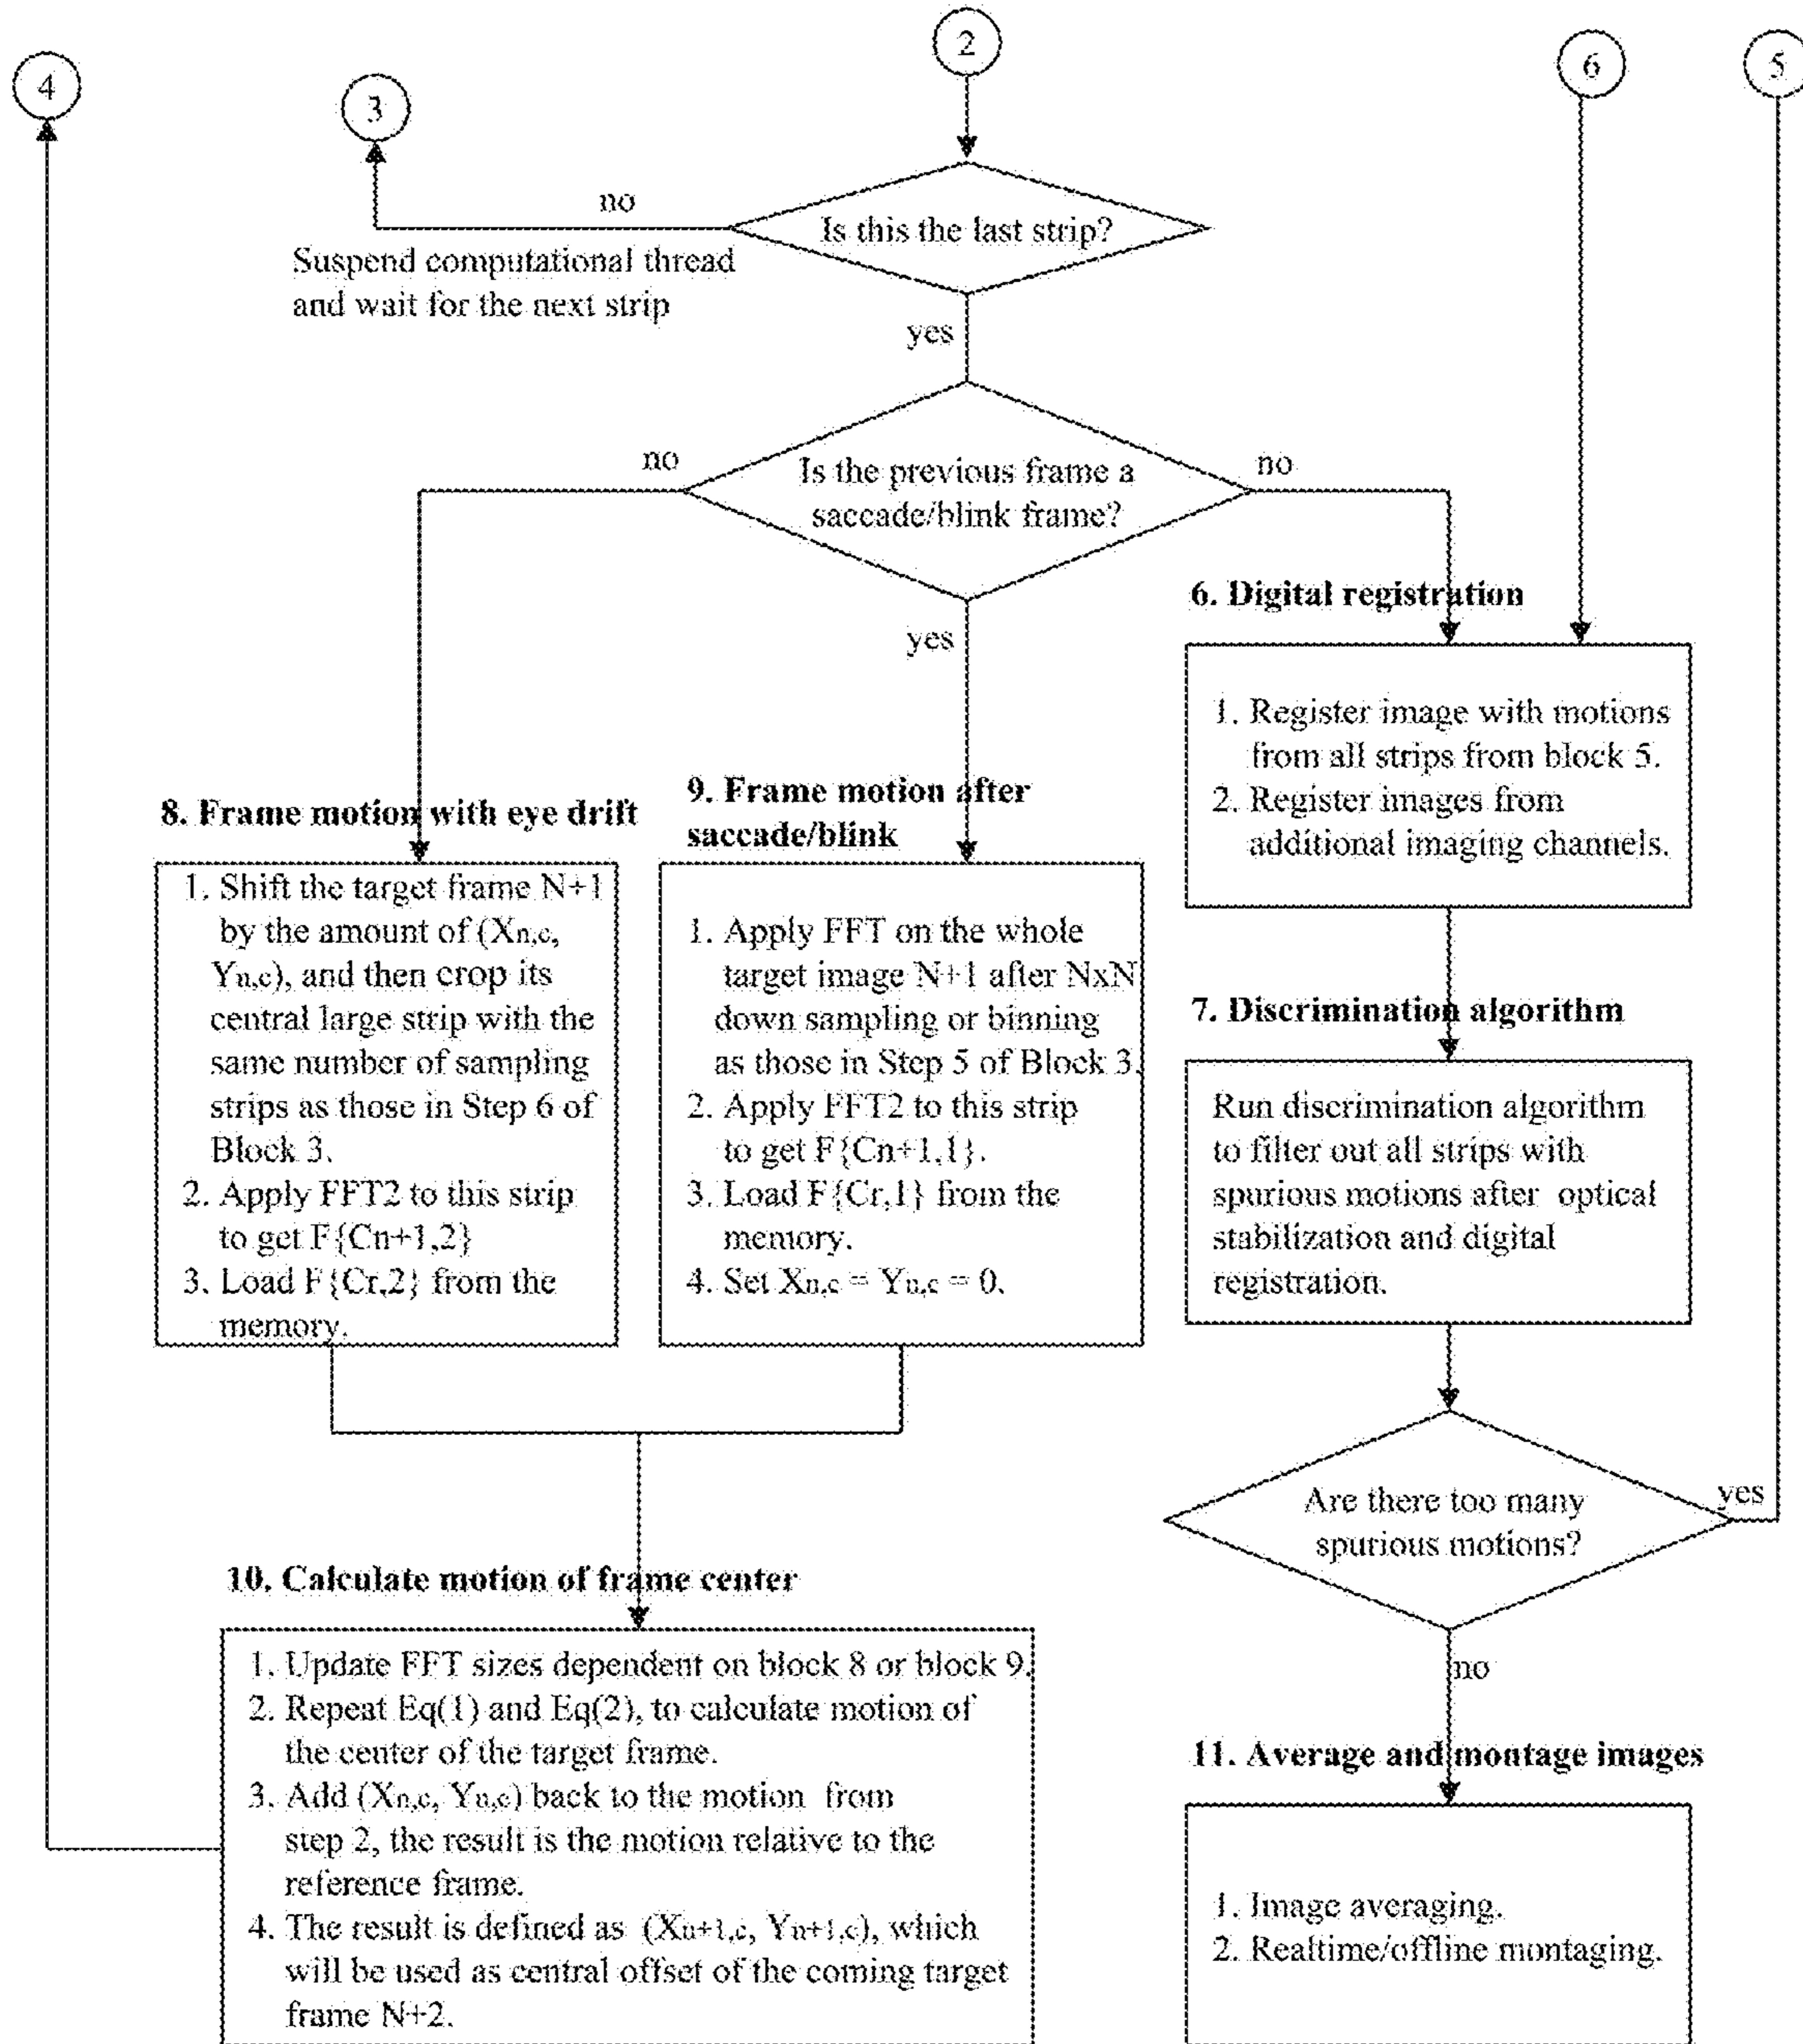 2
6
5
4
3
no
Is this the last strip?
Suspend computational thread
and wait for the next strip
yes
no
Is the previous frame a
saccade/blink frame?
no
yes
6. Digital registration
1. Register image with motions
from all strips from block 5.
2. Register images from
additional imaging channels.
8. Frame motion with eye drift
1. Shift the target frame N+1
by the amount of (Xn,c,
Yn,c), and then crop its
central large strip with the
same number of sampling
strips as those in Step 6 of
Block 3.
2. Apply FFT2 to this strip
to get F{Cn+1,2}
3. Load F{Cr,2} from the
memory.
9. Frame motion after
saccade/blink
1. Apply FFT on the whole
target image N+1 after NxN
down sampling or binning
as those in Step 5 of Block 3.
2. Apply FFT2 to this strip
to get F{Cn+1,1}.
3. Load F{Cr,1} from the
memory.
4. Set Xn,c = Yn,c = 0.
7. Discrimination algorithm
Run discrimination algorithm
to filter out all strips with
spurious motions after optical
stabilization and digital
registration.
Are there too many
spurious motions?
yes
no
10. Calculate motion of frame center
1. Update FFT sizes dependent on block 8 or block 9.
2. Repeat Eq(1) and Eq(2), to calculate motion of
the center of the target frame.
3. Add (Xn,c, Yn,c) back to the motion from
step 2, the result is the motion relative to the
reference frame.
4. The result is defined as (Xn+1,c, Yn+1,c), which
will be used as central offset of the coming target
frame N+2.
11. Average and montage images
1. Image averaging.
2. Realtime/offline montaging.